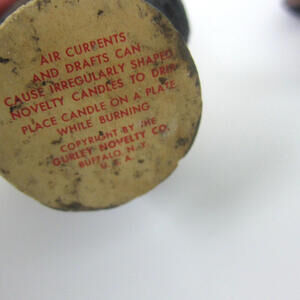 AIR CURRENTS
AND DRAFTS CAN
CAUSE IRREGULARLY SHAPED
NOVELTY CANDLES TO DRIP
PLACE CANDLE ON A PLATE
WHILE BURNING
COPYRIGHT BY THE
GURLEY NOVELTY CO.
BUFFALO, N.Y.
U.S.A.